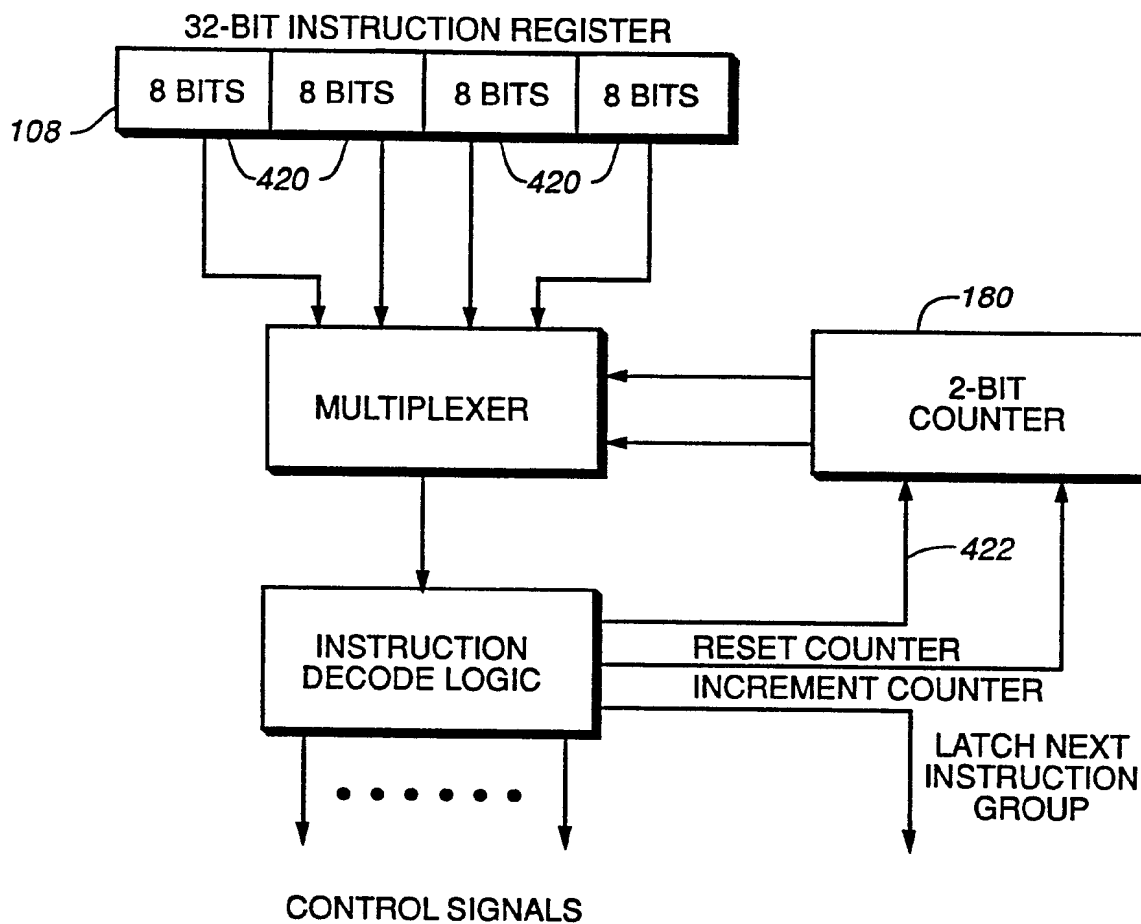 32-BIT INSTRUCTION REGISTER
8 BITS
8 BITS
8 BITS
8 BITS
108
420
420
180
MULTIPLEXER
2-BIT
COUNTER
422
INSTRUCTION
DECODE LOGIC
RESET COUNTER
INCREMENT COUNTER
LATCH NEXT
INSTRUCTION
GROUP
CONTROL SIGNALS